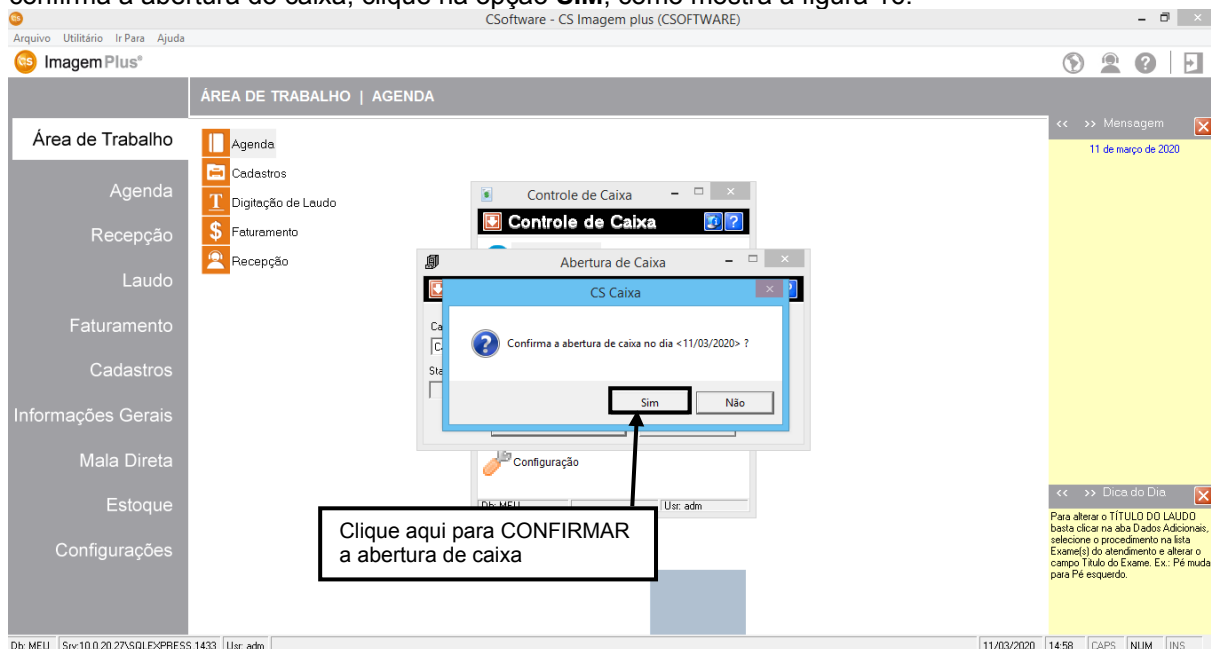 confirma a abertura de caixa, clique na opção SIM, como mostra a figura
CSoftware - CS Imagem plus (CSOFTWARE)
Arquivo Utilitário Ir Para Ajuda
cs Imagem Plus®
ÁREA DE TRABALHO | AGENDA
<< >> Mensagem
11 de março de 2020
Área de Trabalho
Agenda
Recepção
Laudo
Faturamento
Cadastros
Informações Gerais
Mala Direta
Estoque
Configurações
Agenda
Cadastros
Digitação de Laudo
Faturamento
Recepção
Controle de Caixa
Controle de Caixa
Abertura de Caixa
CS Caixa
Ca
C
Sta
Confirma a abertura de caixa no dia <11/03/2020> ?
Sim Não
Configuração
Db: MEU Usr: adm
Clique aqui para CONFIRMAR
a abertura de caixa
<< >> Dica do Dia
Para alterar o TÍTULO DO LAUDO
basta clicar na aba Dados Adicionais,
selecione o procedimento na lista
Exame(s) do atendimento e alterar o
campo Título do Exame. Ex.: Pé muda
para Pé esquerdo.
Db: MEU Srv:10.0.20.27\SQLEXPRESS,1433 Usr: adm 11/03/2020 14:58 CAPS NUM INS